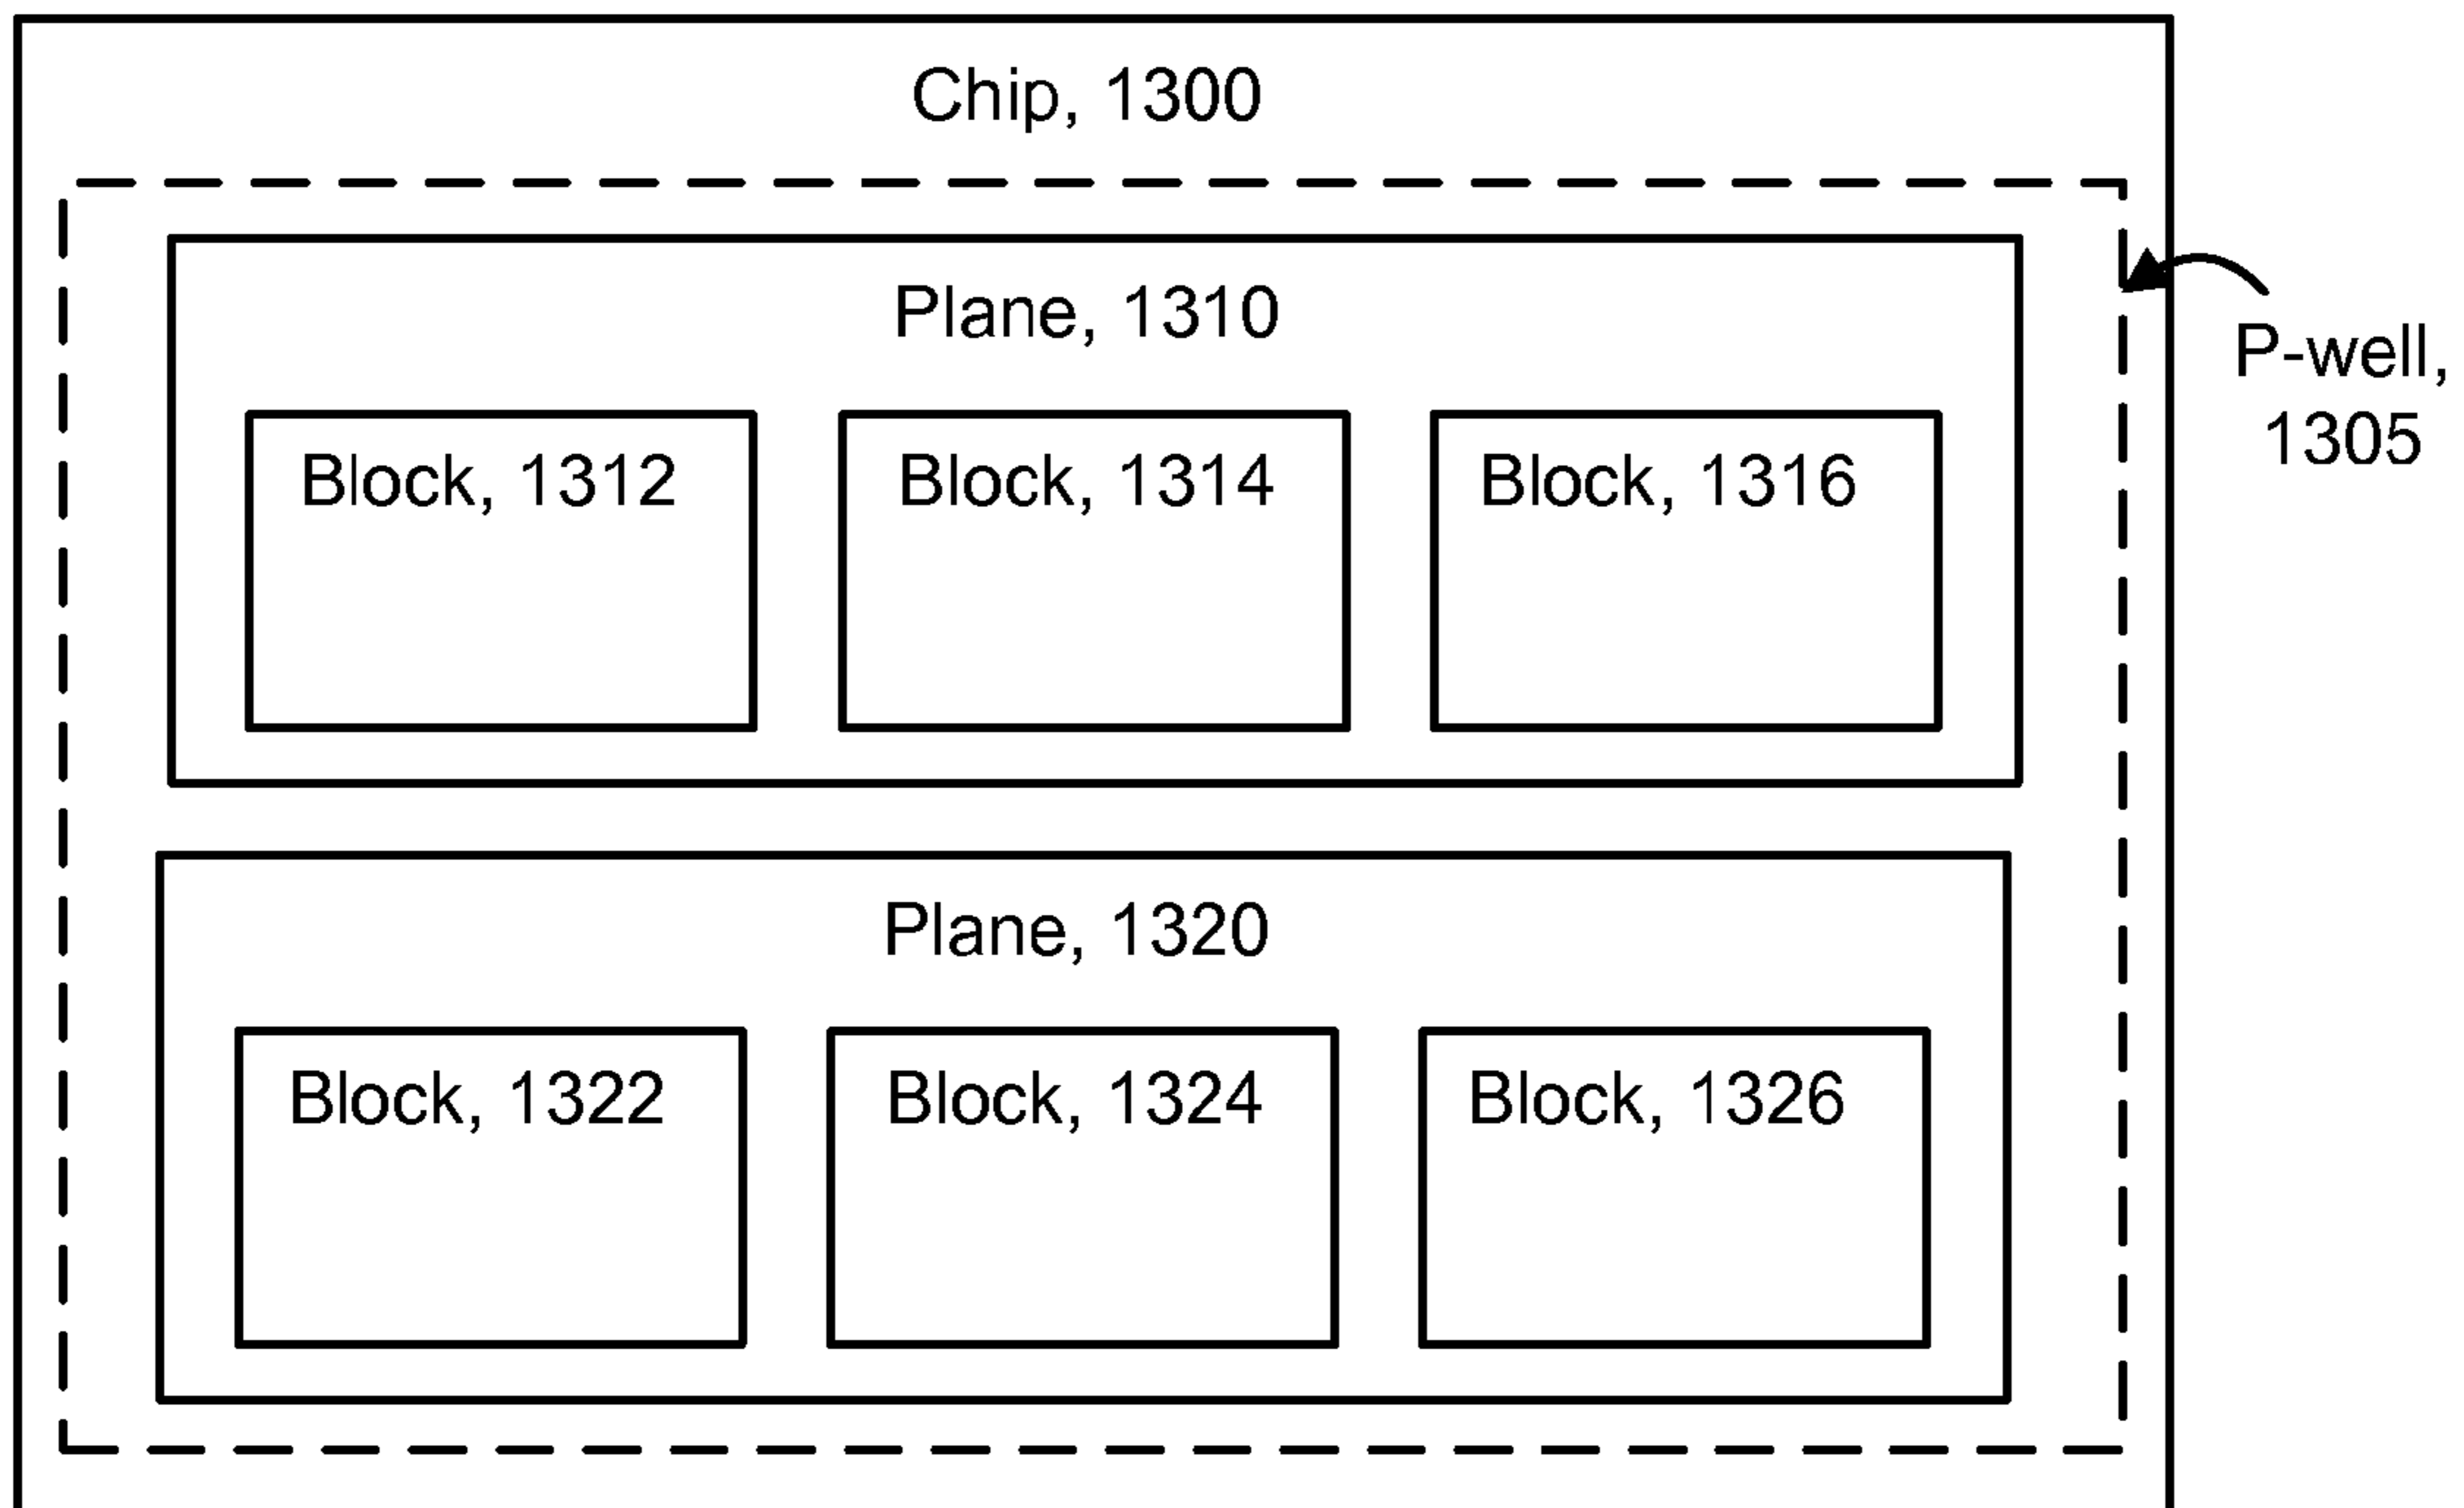 Chip, 1300
Plane, 1310
P-well,
1305
Block, 1312
Block, 1314
Block, 1316
Plane, 1320
Block, 1322
Block, 1324
Block, 1326